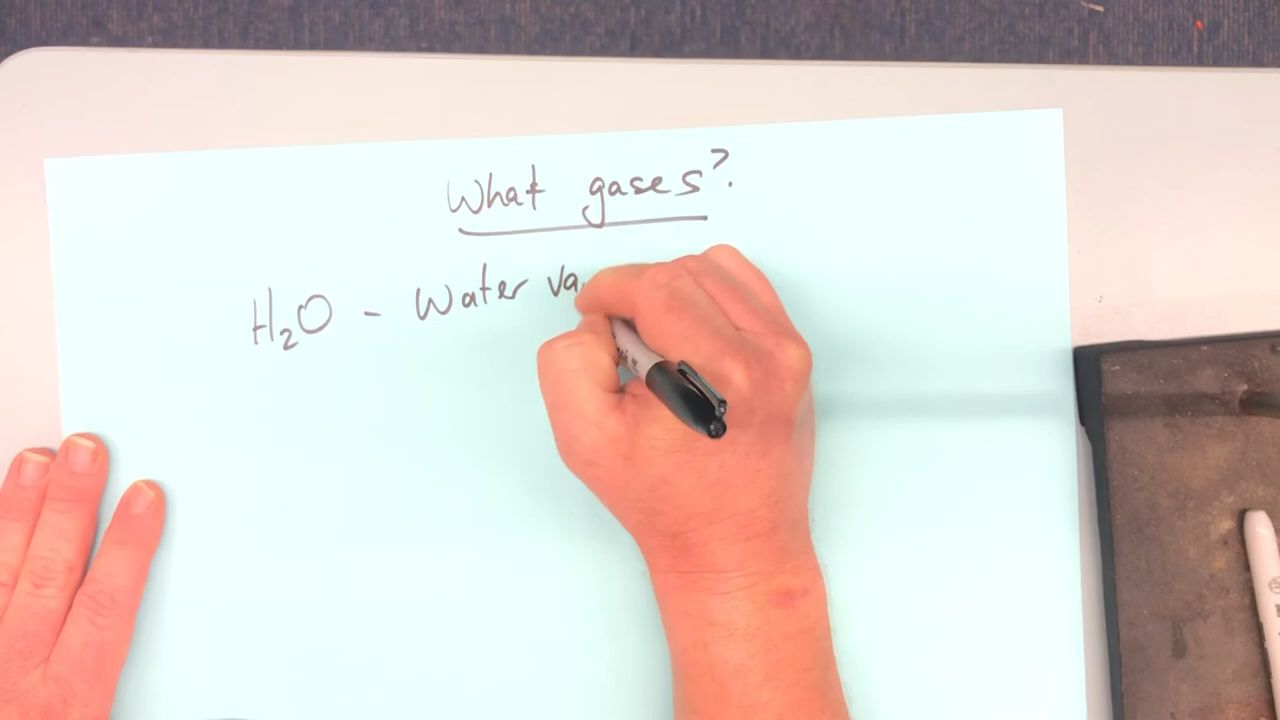 What gases?
H₂O - Water va